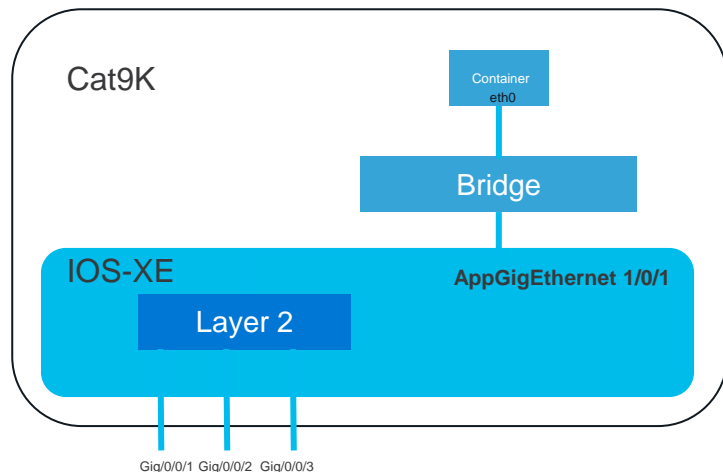 Cat9K
Container
eth0
Bridge
IOS-XE
AppGigEthernet 1/0/1
Layer 2
Gig/0/0/1 Gig/0/0/2 Gig/0/0/3